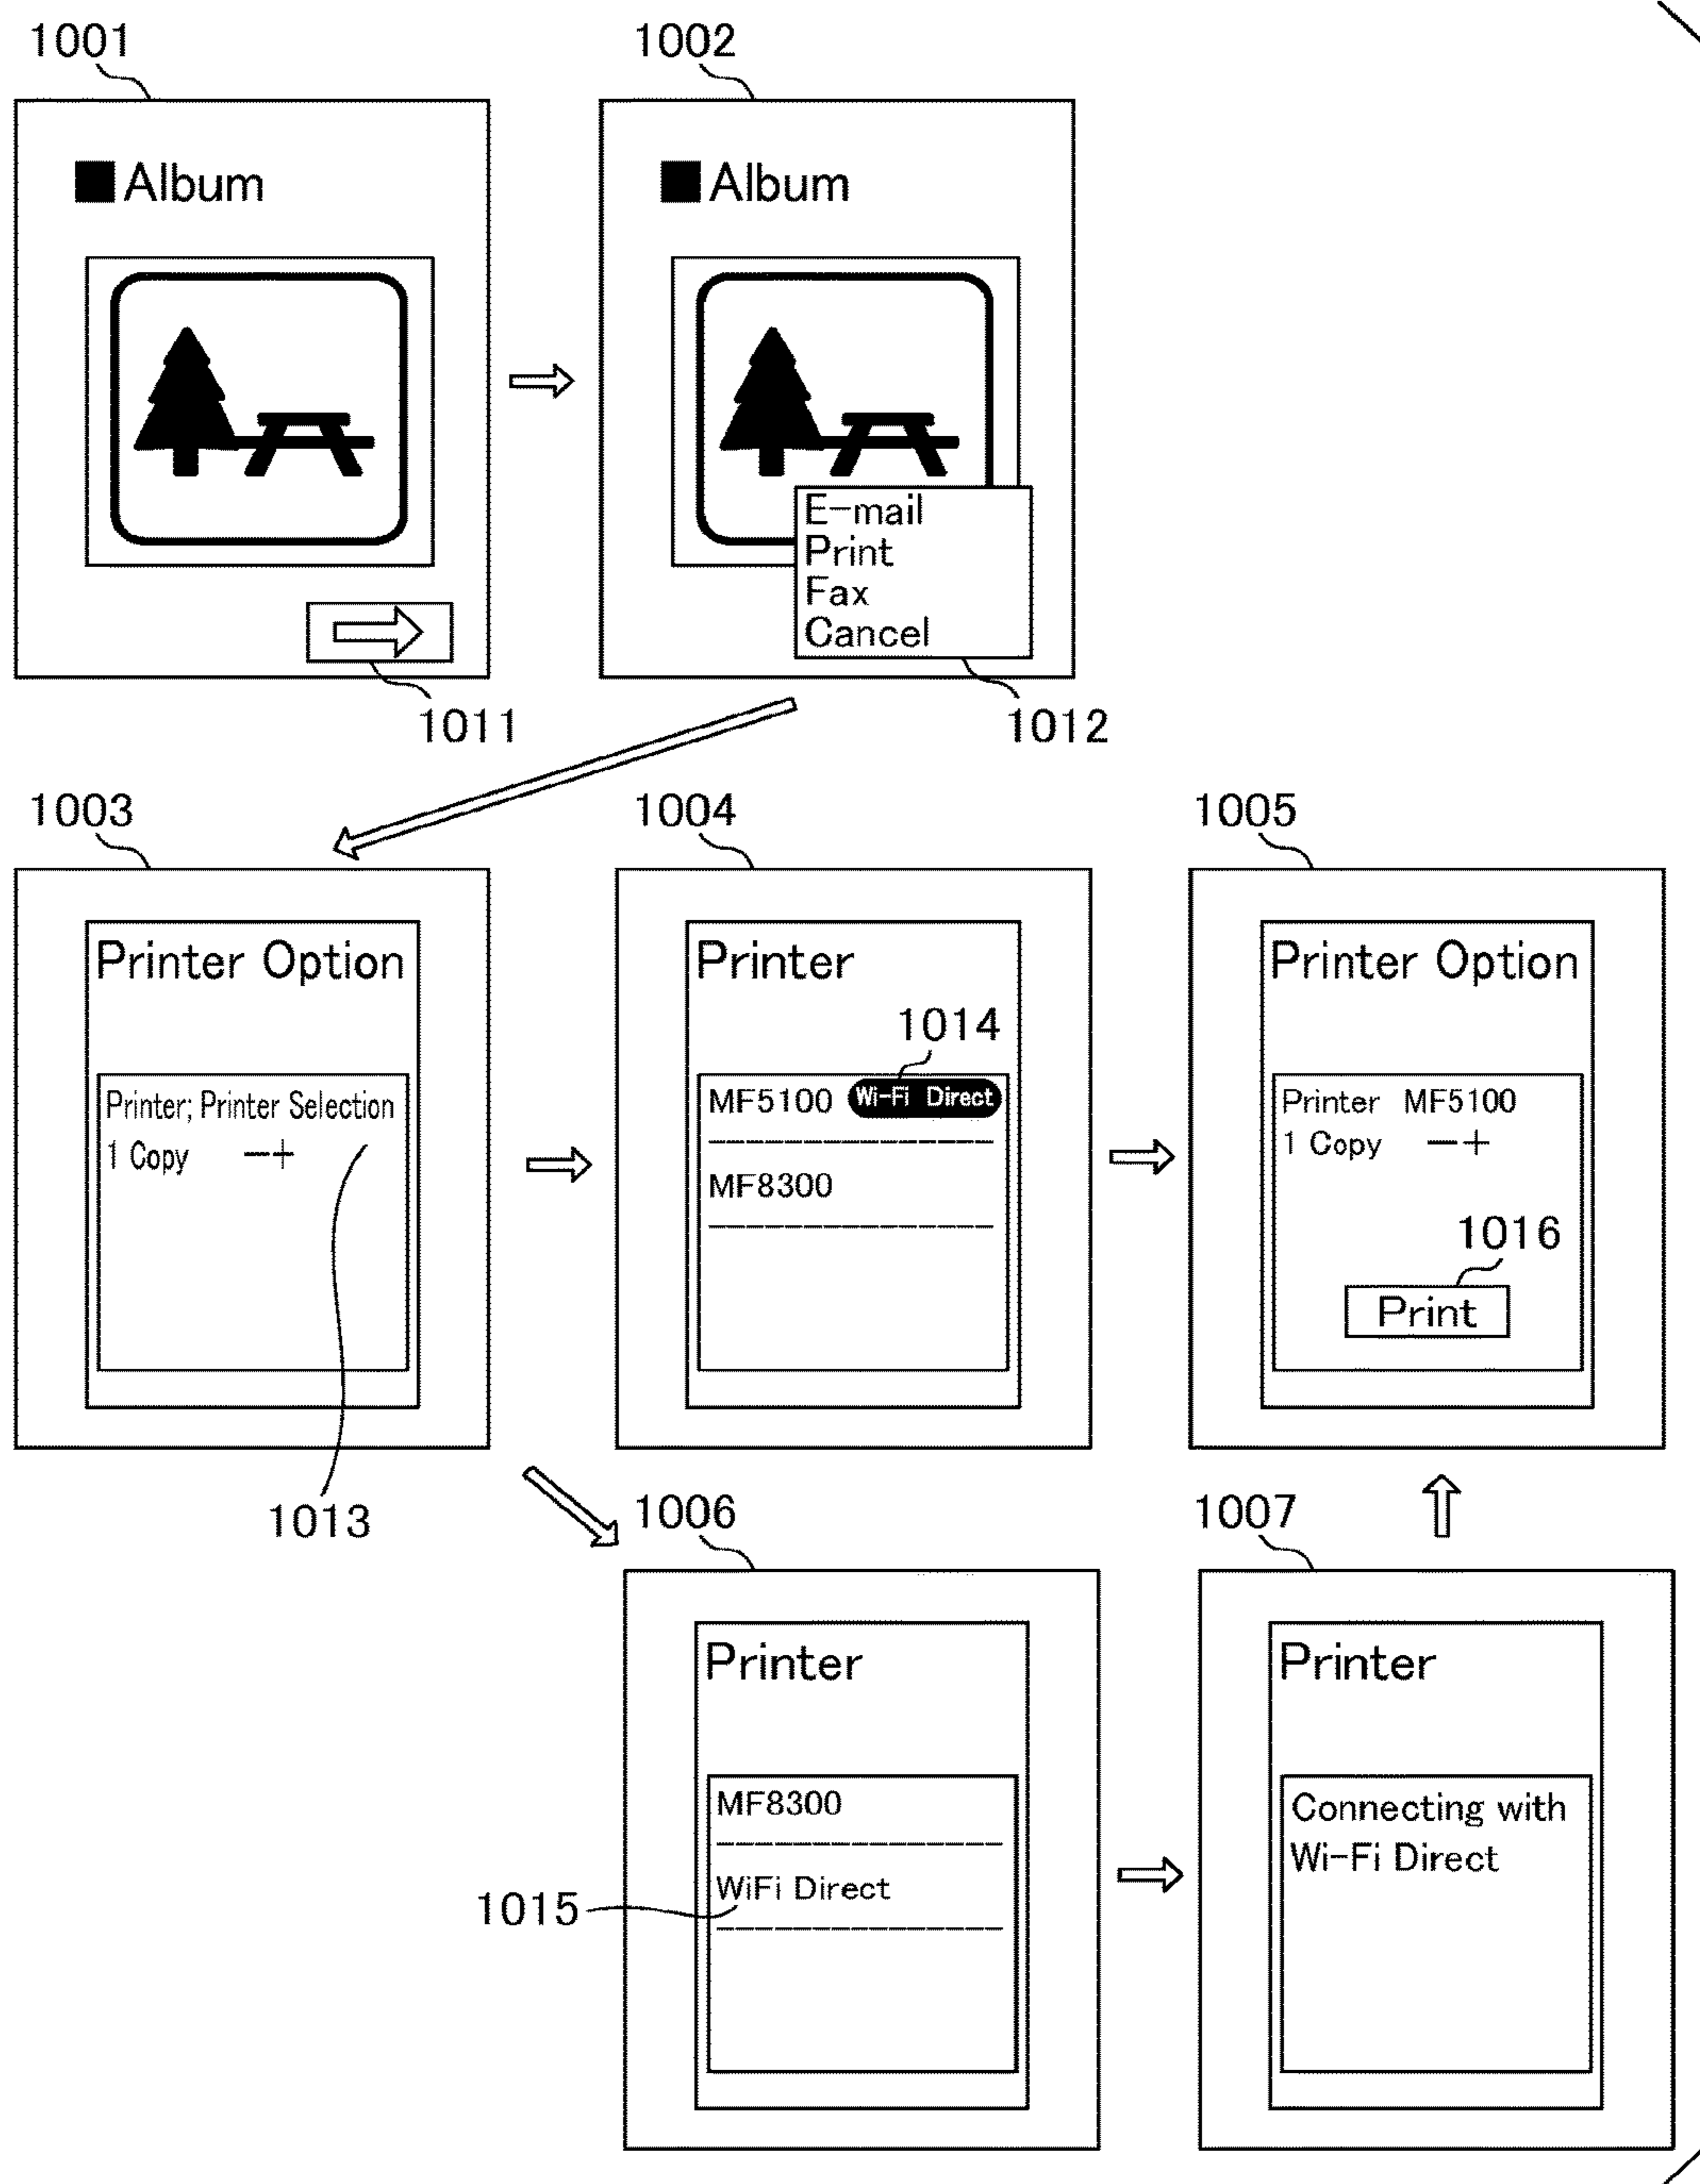 1001
1002
Album
Album
E-mail
Print
Fax
Cancel
1011
1012
1003
1004
1005
Printer Option
Printer
Printer Option
1014
Printer; Printer Selection
1 Copy −+
MF5100 Wi-Fi Direct
MF8300
Printer MF5100
1 Copy −+
1016
Print
1013
1006
1007
Printer
Printer
MF8300
WiFi Direct
1015
Connecting with
Wi-Fi Direct